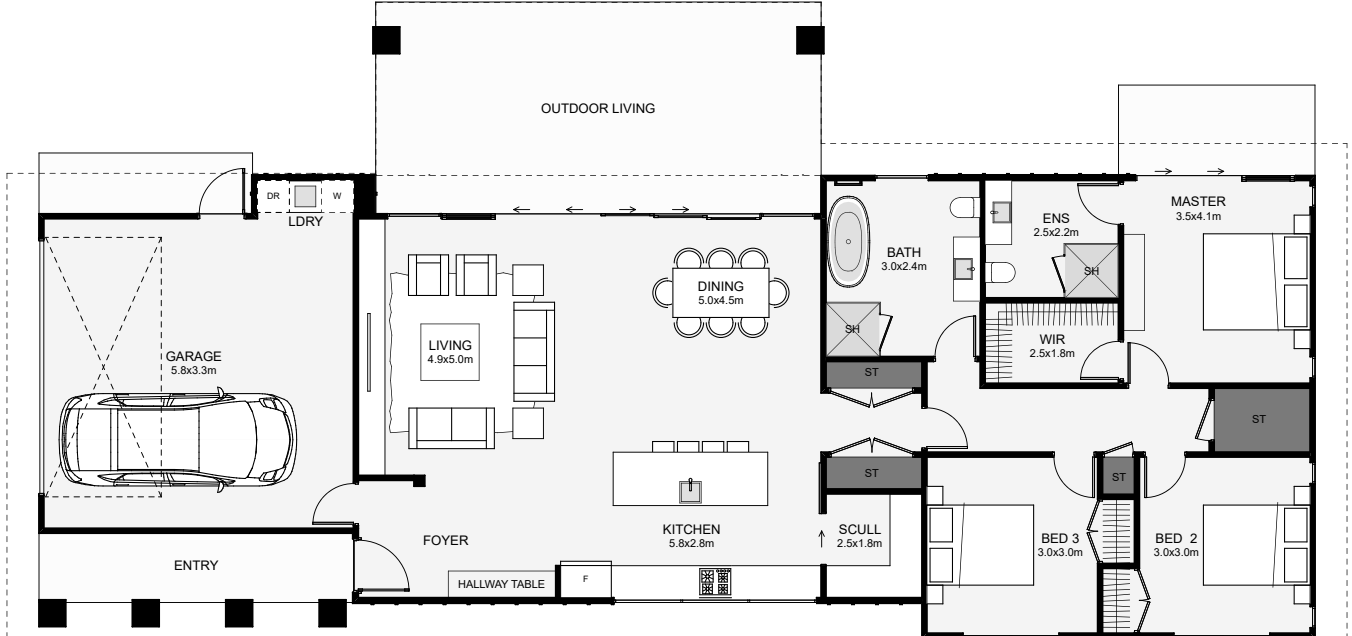 OUTDOOR LIVING
DR
W
LDRY
MASTER
3.5x4.1m
ENS
2.5x2.2m
BATH
3.0x2.4m
SH
DINING
5.0x4.5m
SH
LIVING
4.9x5.0m
WIR
2.5x1.8m
GARAGE
5.8x3.3m
ST
ST
ST
ST
KITCHEN
5.8x2.8m
SCULL
2.5x1.8m
FOYER
BED 3
3.0x3.0m
BED 2
3.0x3.0m
ENTRY
HALLWAY TABLE
F